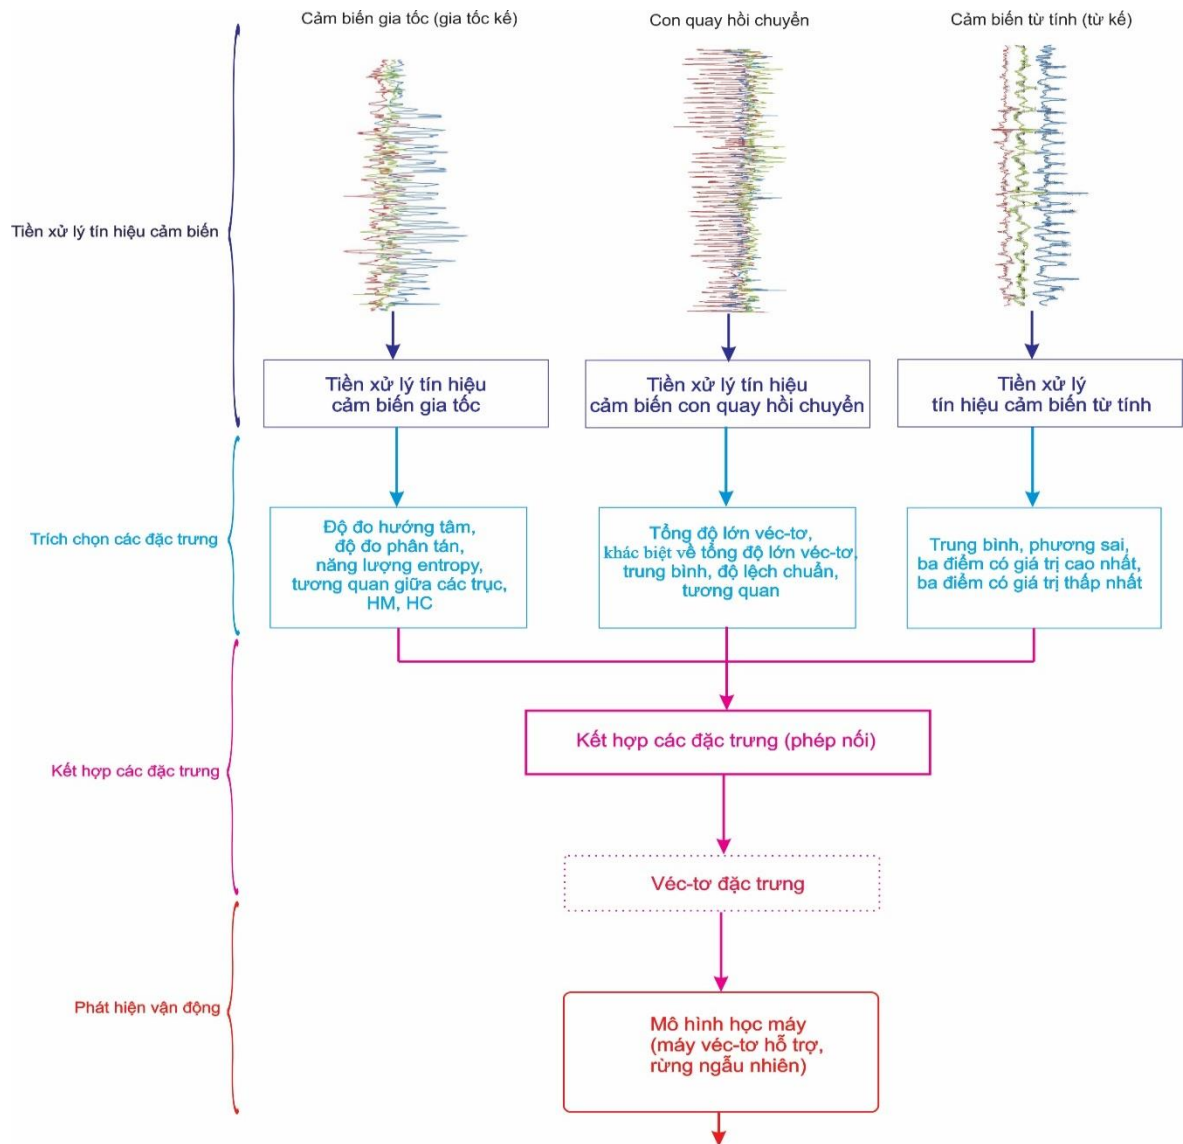 Cảm biến gia tốc (gia tốc kế)
Con quay hồi chuyển
Cảm biến từ tính (từ kế)
Tiền xử lý tín hiệu cảm biến
Tiền xử lý tín hiệu
cảm biến gia tốc
Tiền xử lý tín hiệu
cảm biến con quay hồi chuyển
Tiền xử lý
tín hiệu cảm biến từ tính
Trích chọn các đặc trưng
Độ đo hướng tâm,
độ đo phân tán,
năng lượng entropy,
tương quan giữa các trục,
HM, HC
Tổng độ lớn véc-tơ,
khác biệt về tổng độ lớn véc-tơ,
trung bình, độ lệch chuẩn,
tương quan
Trung bình, phương sai,
ba điểm có giá trị cao nhất,
ba điểm có giá trị thấp nhất
Kết hợp các đặc trưng
Kết hợp các đặc trưng (phép nối)
Véc-tơ đặc trưng
Phát hiện vận động
Mô hình học máy
(máy véc-tơ hỗ trợ,
rừng ngẫu nhiên)